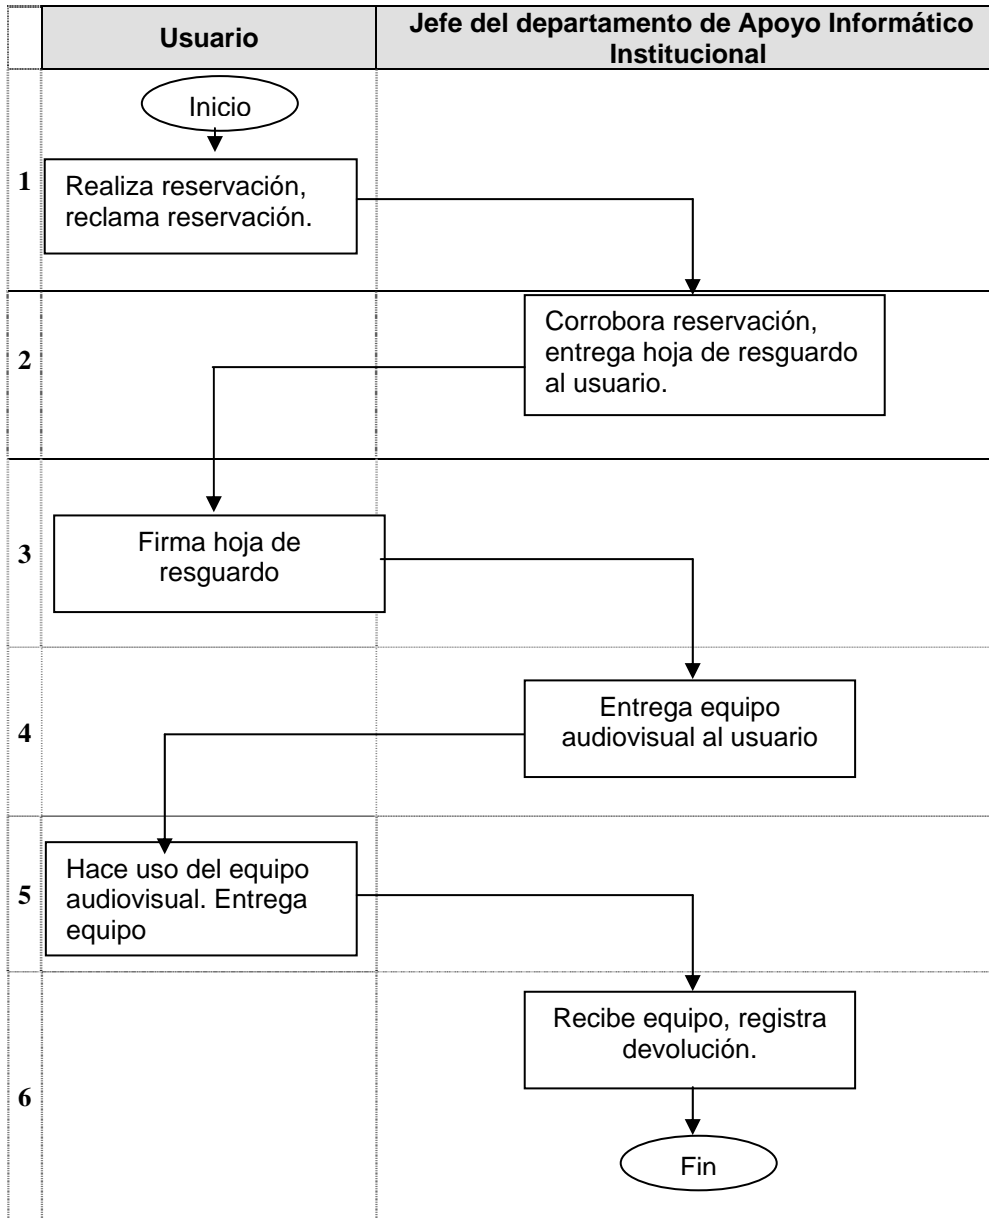 Usuario
Jefe del departamento de Apoyo Informático
Institucional
Inicio
1
Realiza reservación,
reclama reservación.
2
Corrobora reservación,
entrega hoja de resguardo
al usuario.
3
Firma hoja de
resguardo
4
Entrega equipo
audiovisual al usuario
5
Hace uso del equipo
audiovisual. Entrega
equipo
6
Recibe equipo, registra
devolución.
Fin